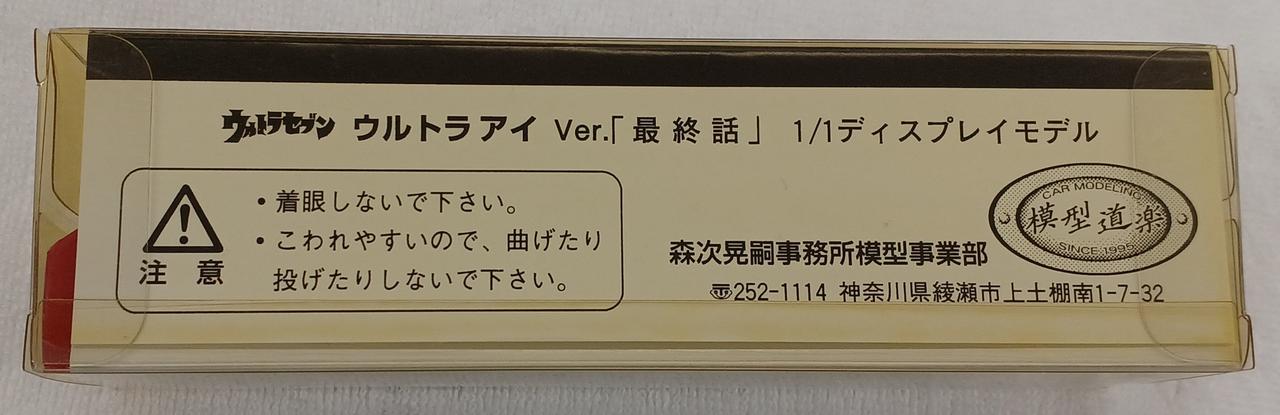 ウルトラセブン ウルトラアイ Ver.「最終話」 1/1ディスプレイモデル
注意
・着眼しないで下さい。
・こわれやすいので、曲げたり
投げたりしないで下さい。
CAR MODELING
模型道楽
SINCE 1995
森次晃嗣事務所模型事業部
〠252-1114 神奈川県綾瀬市上土棚南1-7-32